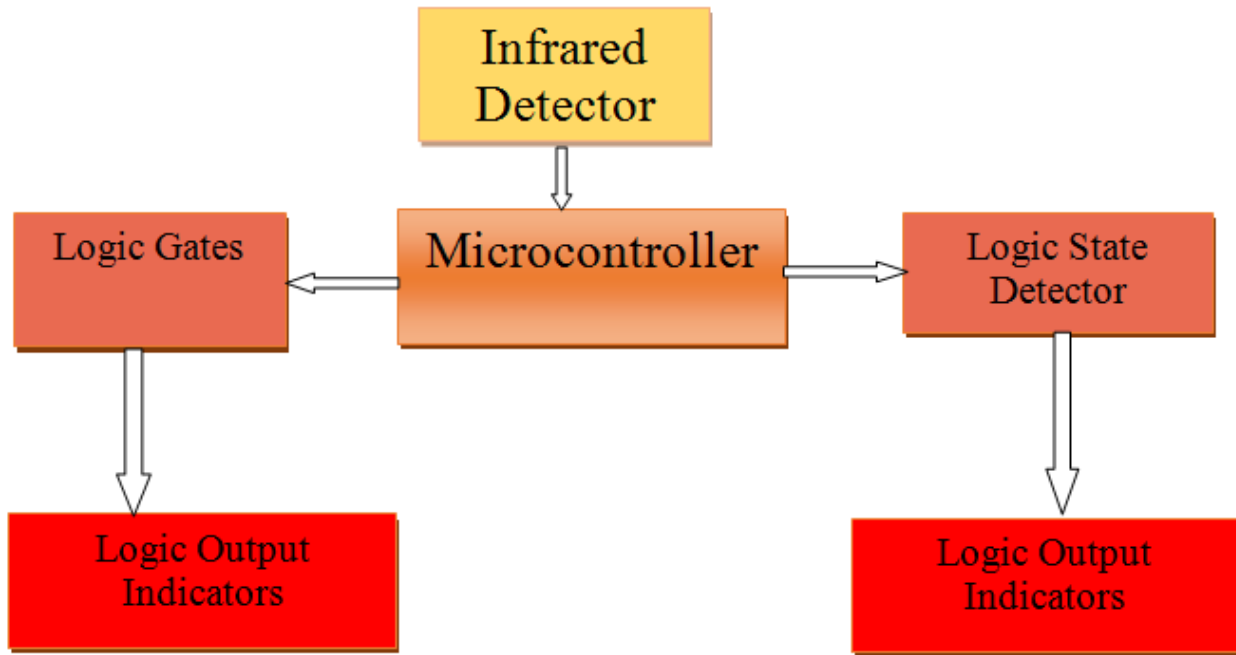 Infrared
Detector
Logic Gates
Microcontroller
Logic State
Detector
Logic Output
Indicators
Logic Output
Indicators